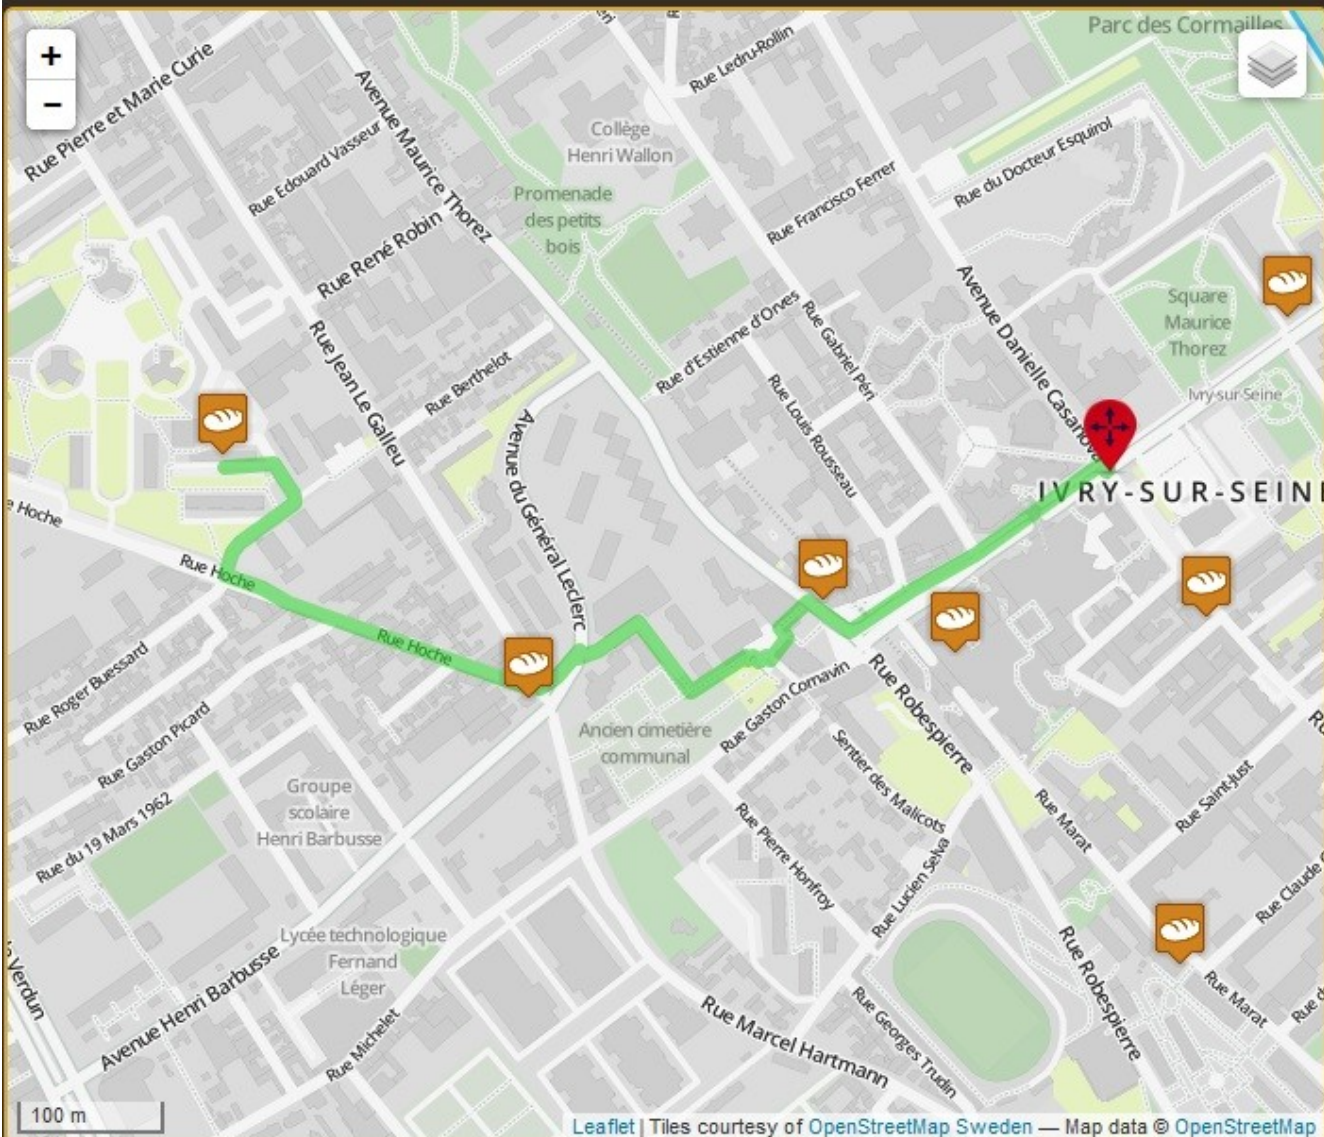 Parc des Cormailles
+
−
Rue Pierre et Marie Curie
Avenue Maurice Thorez
Rue Ledru-Rollin
Collège
Henri Wallon
Rue Edouard Vasseur
Promenade
des petits
bois
Rue Francisco Ferrer
Rue du Docteur Esquirol
Rue René Robin
Avenue Danielle Casanova
Square
Maurice
Thorez
Rue Jean Le Galleu
Rue d'Estienne d'Orves
Rue Gabriel Péri
Rue Berthelot
Rue Louis Rousseau
Ivry-sur-Seine
Avenue du Général Leclerc
IVRY-SUR-SEINE
e Hoche
Rue Hoche
Rue Hoche
Rue Roger Buessard
Rue Gaston Picard
Rue Gaston Cornavin
Rue Robespierre
Ancien cimetière
communal
Sentier des Malicots
Groupe
scolaire
Henri Barbusse
Rue du 19 Mars 1962
Rue Pierre Honfroy
Rue Marat
Rue Saint-Just
Rue Lucien Selva
Rue Claude
Lycée technologique
Fernand
Léger
Verdun
Avenue Henri Barbusse
Rue Michelet
Rue Marcel Hartmann
Rue Georges Trudin
Rue Robespierre
Rue Marat
100 m
Leaflet | Tiles courtesy of OpenStreetMap Sweden — Map data © OpenStreetMap